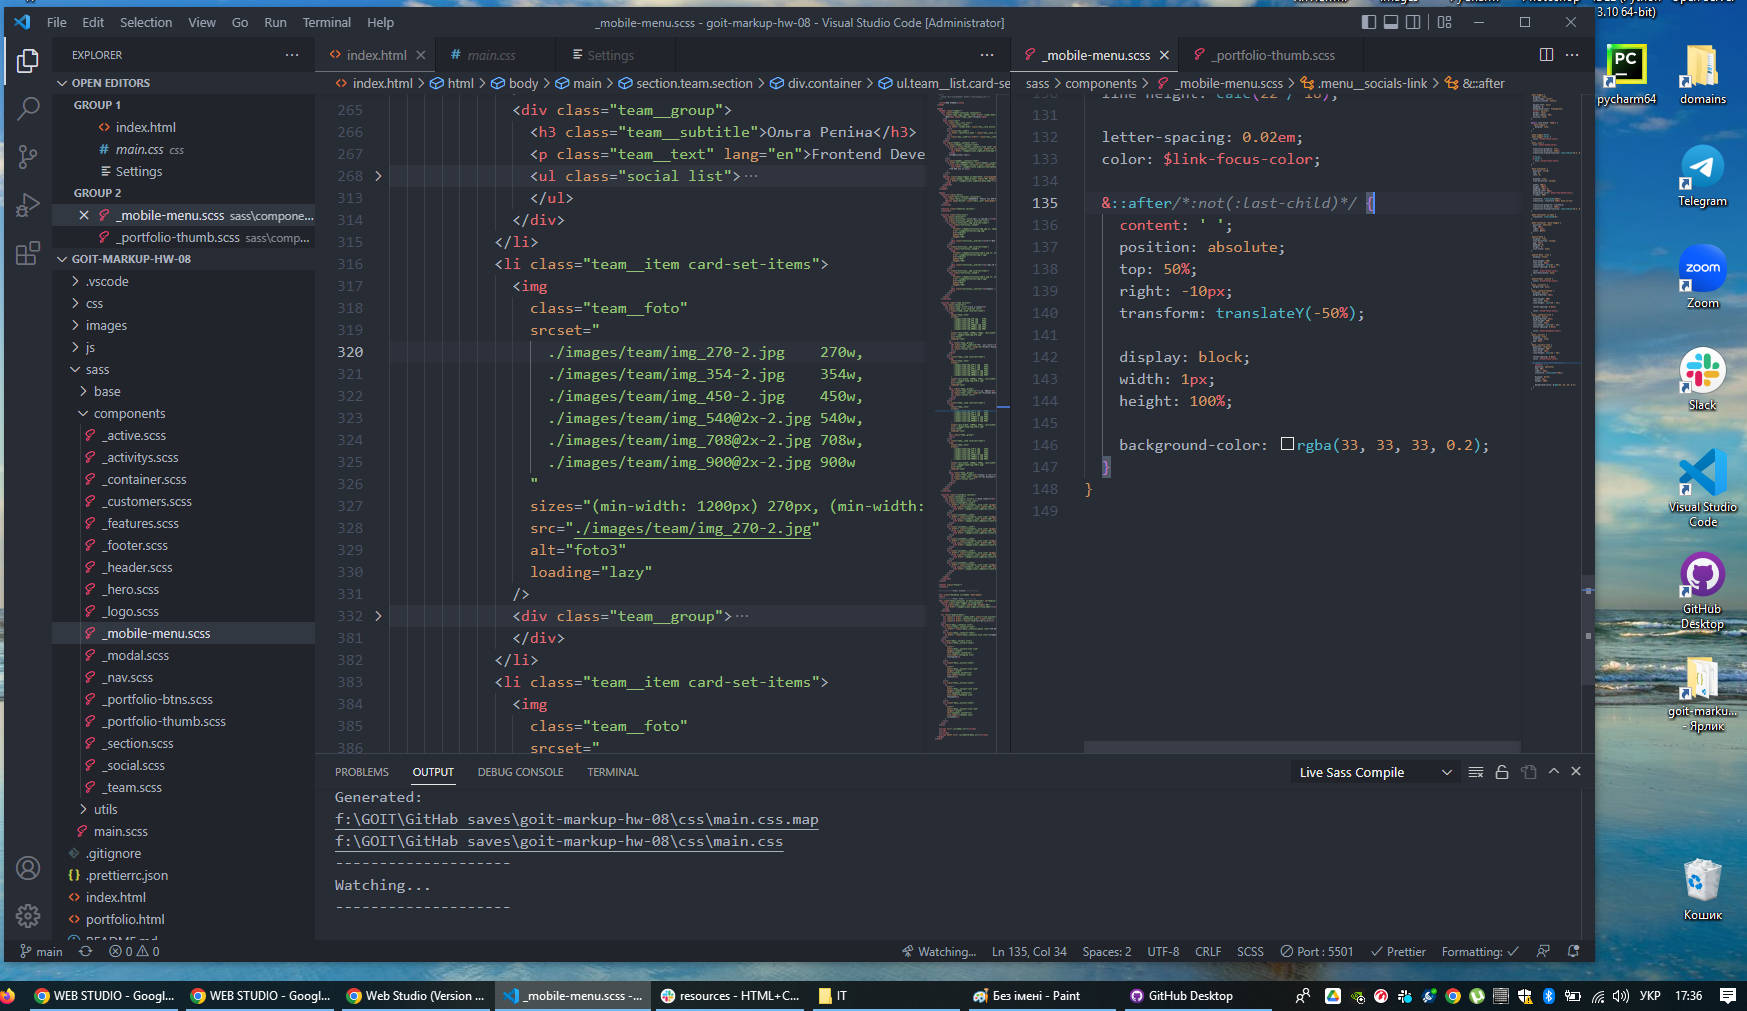 File Edit Selection View Go Run Terminal Help
_mobile-menu.scss - goit-markup-hw-08 - Visual Studio Code [Administrator]
3.10 64-bit)
EXPLORER
OPEN EDITORS
GROUP 1
index.html
main.css css
Settings
GROUP 2
_mobile-menu.scss sass\compone...
_portfolio-thumb.scss sass\comp...
GOIT-MARKUP-HW-08
.vscode
css
images
js
sass
base
components
_active.scss
_activitys.scss
_container.scss
_customers.scss
_features.scss
_footer.scss
_header.scss
_hero.scss
_logo.scss
_mobile-menu.scss
_modal.scss
_nav.scss
_portfolio-btns.scss
_portfolio-thumb.scss
_section.scss
_social.scss
_team.scss
utils
main.scss
.gitignore
.prettierrc.json
index.html
portfolio.html
README.md
index.html main.css Settings
index.html > html > body > main > section.team.section > div.container > ul.team__list.card-se
265 <div class="team__group">
266 <h3 class="team__subtitle">Ольга Рєпіна</h3>
267 <p class="team__text" lang="en">Frontend Deve
268 <ul class="social list">...
313 </ul>
314 </div>
315 </li>
316 <li class="team__item card-set-items">
317 <img
318 class="team__foto"
319 srcset="
320 ./images/team/img_270-2.jpg 270w,
321 ./images/team/img_354-2.jpg 354w,
322 ./images/team/img_450-2.jpg 450w,
323 ./images/team/img_540@2x-2.jpg 540w,
324 ./images/team/img_708@2x-2.jpg 708w,
325 ./images/team/img_900@2x-2.jpg 900w
326 "
327 sizes="(min-width: 1200px) 270px, (min-width:
328 src="./images/team/img_270-2.jpg"
329 alt="foto3"
330 loading="lazy"
331 />
332 <div class="team__group">...
381 </div>
382 </li>
383 <li class="team__item card-set-items">
384 <img
385 class="team__foto"
386 srcset="
_mobile-menu.scss _portfolio-thumb.scss
sass > components > _mobile-menu.scss > .menu__socials-link > &::after
130 line-height: calc(22 / 18);
131
132 letter-spacing: 0.02em;
133 color: $link-focus-color;
134
135 &::after/*:not(:last-child)*/ {
136 content: ' ';
137 position: absolute;
138 top: 50%;
139 right: -10px;
140 transform: translateY(-50%);
141
142 display: block;
143 width: 1px;
144 height: 100%;
145
146 background-color: rgba(33, 33, 33, 0.2);
147 }
148 }
149
PROBLEMS OUTPUT DEBUG CONSOLE TERMINAL
Live Sass Compile
Generated:
f:\GOIT\GitHab saves\goit-markup-hw-08\css\main.css.map
f:\GOIT\GitHab saves\goit-markup-hw-08\css\main.css
--------------------
Watching...
--------------------
main 0 0 Watching... Ln 135, Col 34 Spaces: 2 UTF-8 CRLF SCSS Port : 5501 Prettier Formatting:
PC
pycharm64
domains
Telegram
zoom
Zoom
Slack
Visual Studio
Code
GitHub
Desktop
goit-marku...
- Ярлик
Кошик
WEB STUDIO - Googl... WEB STUDIO - Googl... Web Studio (Version ... _mobile-menu.scss -... resources - HTML+C... IT Без імені - Paint GitHub Desktop УКР 17:36